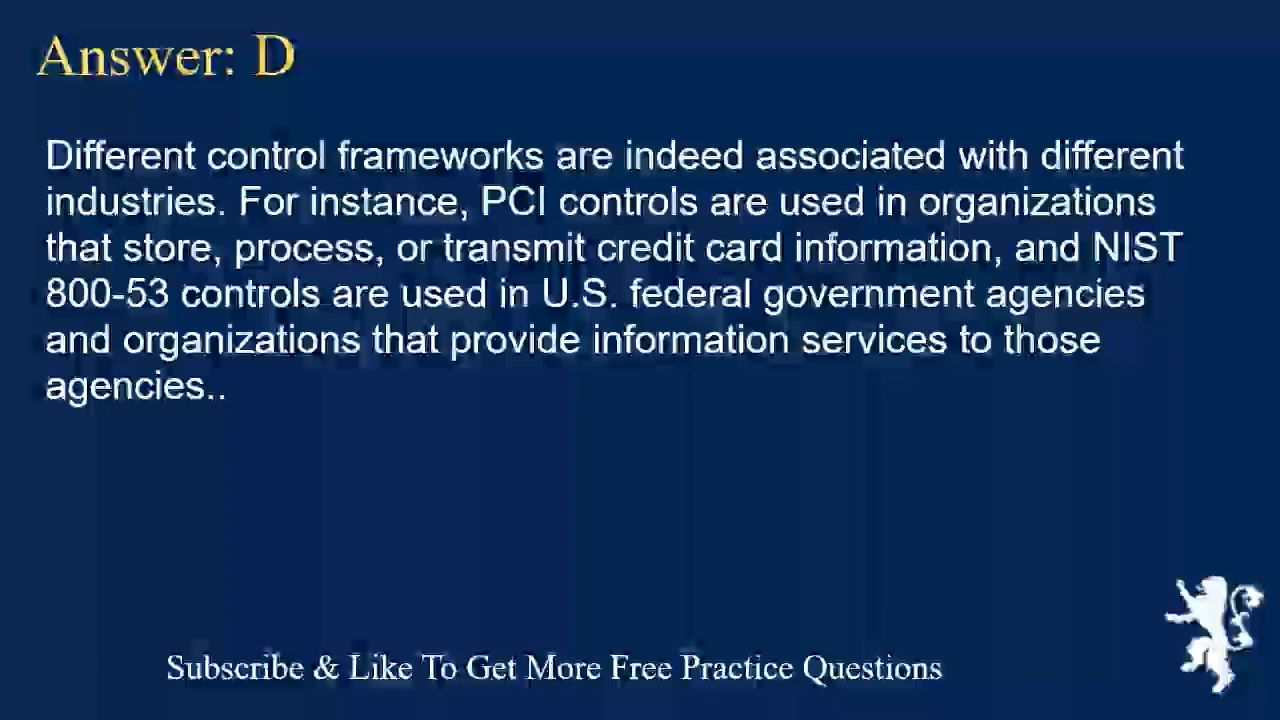 Answer: D
Different control frameworks are indeed associated with different
industries. For instance, PCI controls are used in organizations
that store, process, or transmit credit card information, and NIST
800-53 controls are used in U.S. federal government agencies
and organizations that provide information services to those
agencies..
Subscribe & Like To Get More Free Practice Questions